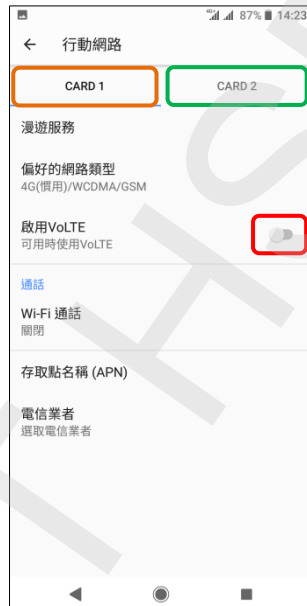 87% 14:23
行動網路
CARD 1 CARD 2
漫遊服務
偏好的網路類型
4G(慣用)/WCDMA/GSM
啟用VoLTE
可用時使用VoLTE
通話
Wi-Fi 通話
關閉
存取點名稱 (APN)
電信業者
選取電信業者